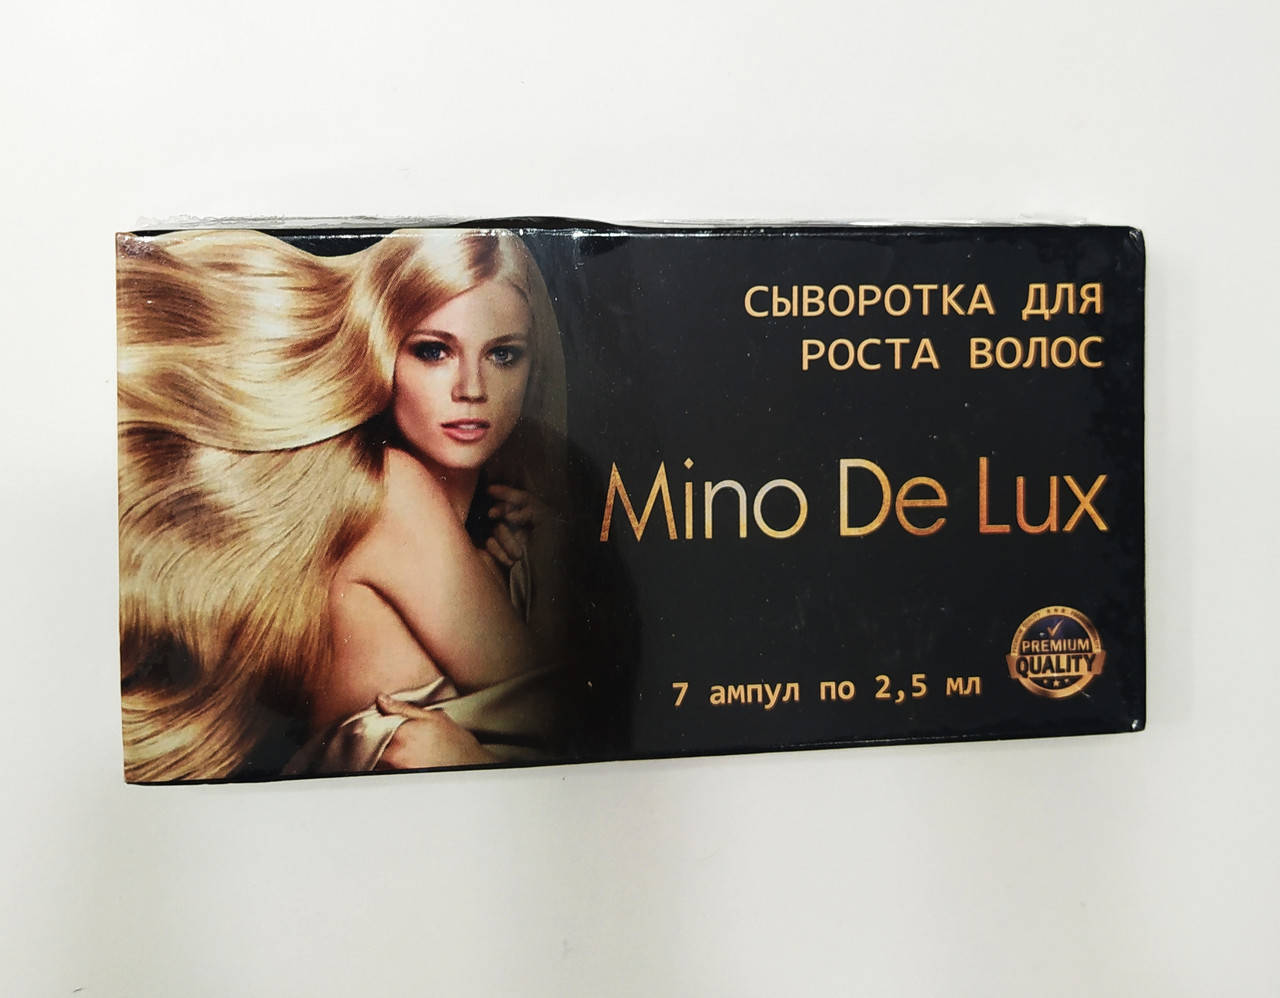 СЫВОРОТКА ДЛЯ
РОСТА ВОЛОС
Mino De Lux
7 ампул по 2,5 мл
PREMIUM
QUALITY